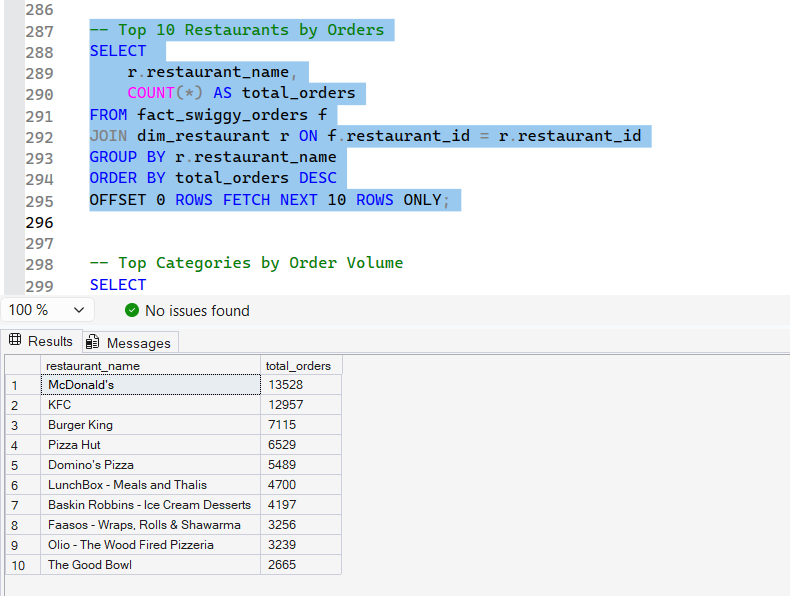 286
287 -- Top 10 Restaurants by Orders
288 SELECT
289 r.restaurant_name,
290 COUNT(*) AS total_orders
291 FROM fact_swiggy_orders f
292 JOIN dim_restaurant r ON f.restaurant_id = r.restaurant_id
293 GROUP BY r.restaurant_name
294 ORDER BY total_orders DESC
295 OFFSET 0 ROWS FETCH NEXT 10 ROWS ONLY;
296
297
298 -- Top Categories by Order Volume
299 SELECT
100 % No issues found
Results Messages
restaurant_name total_orders
1 McDonald's 13528
2 KFC 12957
3 Burger King 7115
4 Pizza Hut 6529
5 Domino's Pizza 5489
6 LunchBox - Meals and Thalis 4700
7 Baskin Robbins - Ice Cream Desserts 4197
8 Faasos - Wraps, Rolls & Shawarma 3256
9 Olio - The Wood Fired Pizzeria 3239
10 The Good Bowl 2665